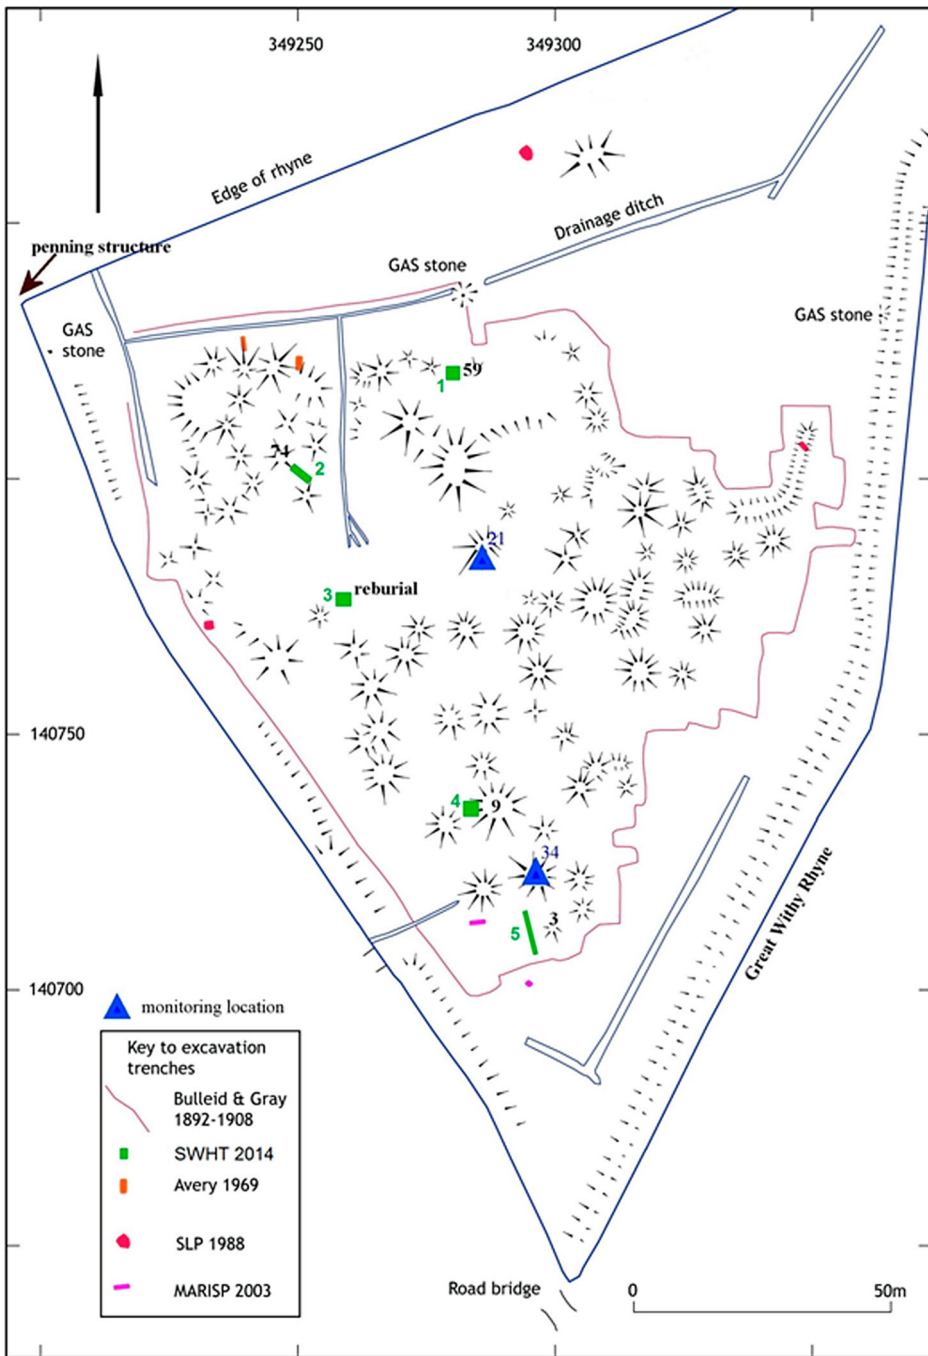 349250
349300
Edge of rhyne
Drainage ditch
penning structure
GAS stone
GAS
stone
GAS stone
59
1
74
2
21
3
reburial
140750
4
9
34
3
5
Great Withy Rhyne
140700
monitoring location
Key to excavation
trenches
Bulleid & Gray
1892-1908
SWHT 2014
Avery 1969
SLP 1988
MARISP 2003
Road bridge
0
50m